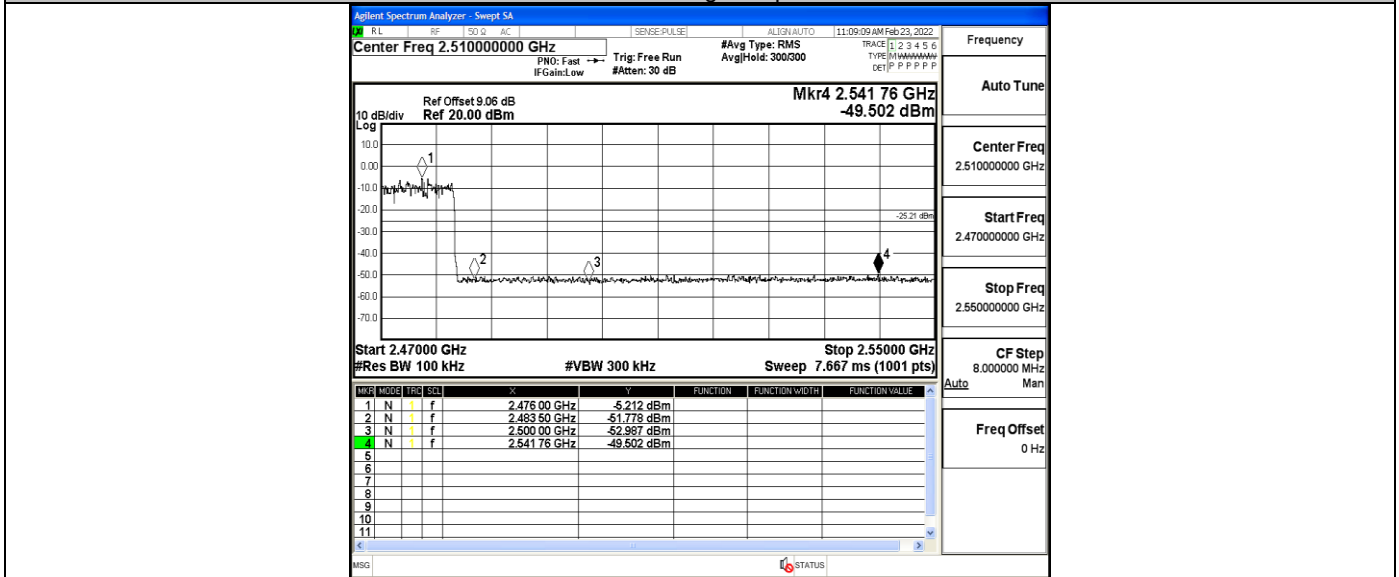 Agilent Spectrum Analyzer - Swept SA
RL RF 50 Ω AC SENSE:PULSE ALIGNAUTO 11:09:09 AM Feb 23, 2022
Center Freq 2.510000000 GHz
PNO: Fast
IFGain:Low
Trig: Free Run
#Atten: 30 dB
#Avg Type: RMS
Avg|Hold: 300/300
TRACE 1 2 3 4 5 6
TYPE M
DET P P P P P P
Frequency
Mkr4 2.541 76 GHz
-49.502 dBm
Ref Offset 9.06 dB
10 dB/div Ref 20.00 dBm
Log
10.0
0.00
-10.0
-20.0
-30.0
-40.0
-50.0
-60.0
-70.0
1
2
3
4
-25.21 dBm
Start 2.47000 GHz Stop 2.55000 GHz
#Res BW 100 kHz #VBW 300 kHz Sweep 7.667 ms (1001 pts)
MKR MODE TRC SCL X Y FUNCTION FUNCTION WIDTH FUNCTION VALUE
1 N 1 f 2.476 00 GHz -5.212 dBm
2 N 1 f 2.483 50 GHz -51.778 dBm
3 N 1 f 2.500 00 GHz -52.987 dBm
4 N 1 f 2.541 76 GHz -49.502 dBm
5
6
7
8
9
10
11
MSG STATUS
Auto Tune
Center Freq
2.510000000 GHz
Start Freq
2.470000000 GHz
Stop Freq
2.550000000 GHz
CF Step
8.000000 MHz
Auto Man
Freq Offset
0 Hz